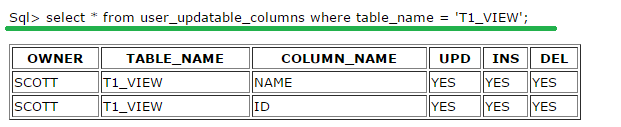 Sql> select * from user_updatable_columns where table_name = 'T1_VIEW';
OWNER TABLE_NAME COLUMN_NAME UPD INS DEL
SCOTT T1_VIEW NAME YES YES YES
SCOTT T1_VIEW ID YES YES YES